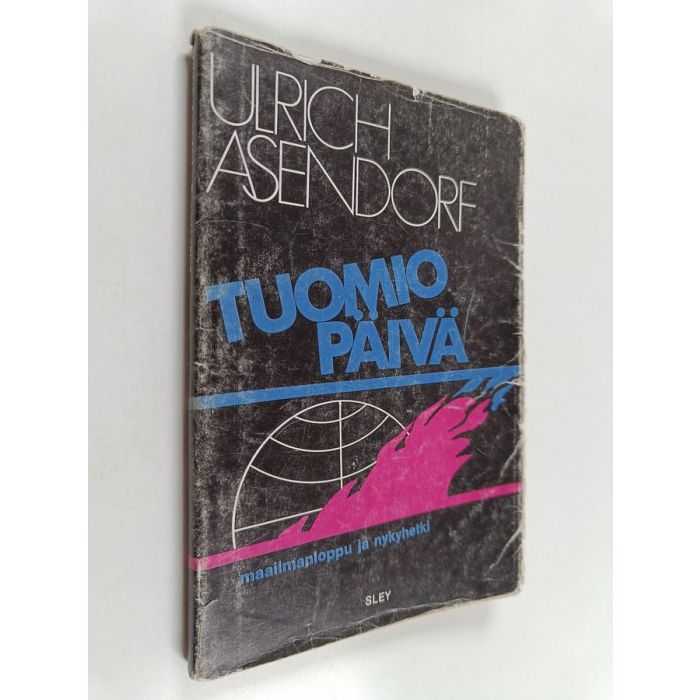 ULRICH
ASENDORF
TUOMIO
PÄIVÄ
maailmanloppu ja nykyhetki
SLEY